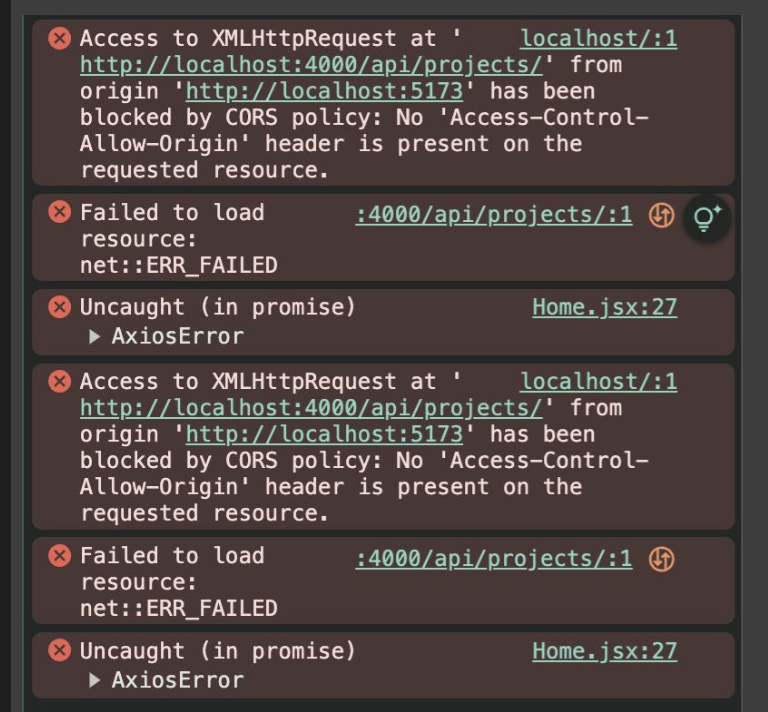 Access to XMLHttpRequest at ' localhost/:1
http://localhost:4000/api/projects/' from
origin 'http://localhost:5173' has been
blocked by CORS policy: No 'Access-Control-
Allow-Origin' header is present on the
requested resource.
Failed to load :4000/api/projects/:1
resource:
net::ERR_FAILED
Uncaught (in promise) Home.jsx:27
AxiosError
Access to XMLHttpRequest at ' localhost/:1
http://localhost:4000/api/projects/' from
origin 'http://localhost:5173' has been
blocked by CORS policy: No 'Access-Control-
Allow-Origin' header is present on the
requested resource.
Failed to load :4000/api/projects/:1
resource:
net::ERR_FAILED
Uncaught (in promise) Home.jsx:27
AxiosError